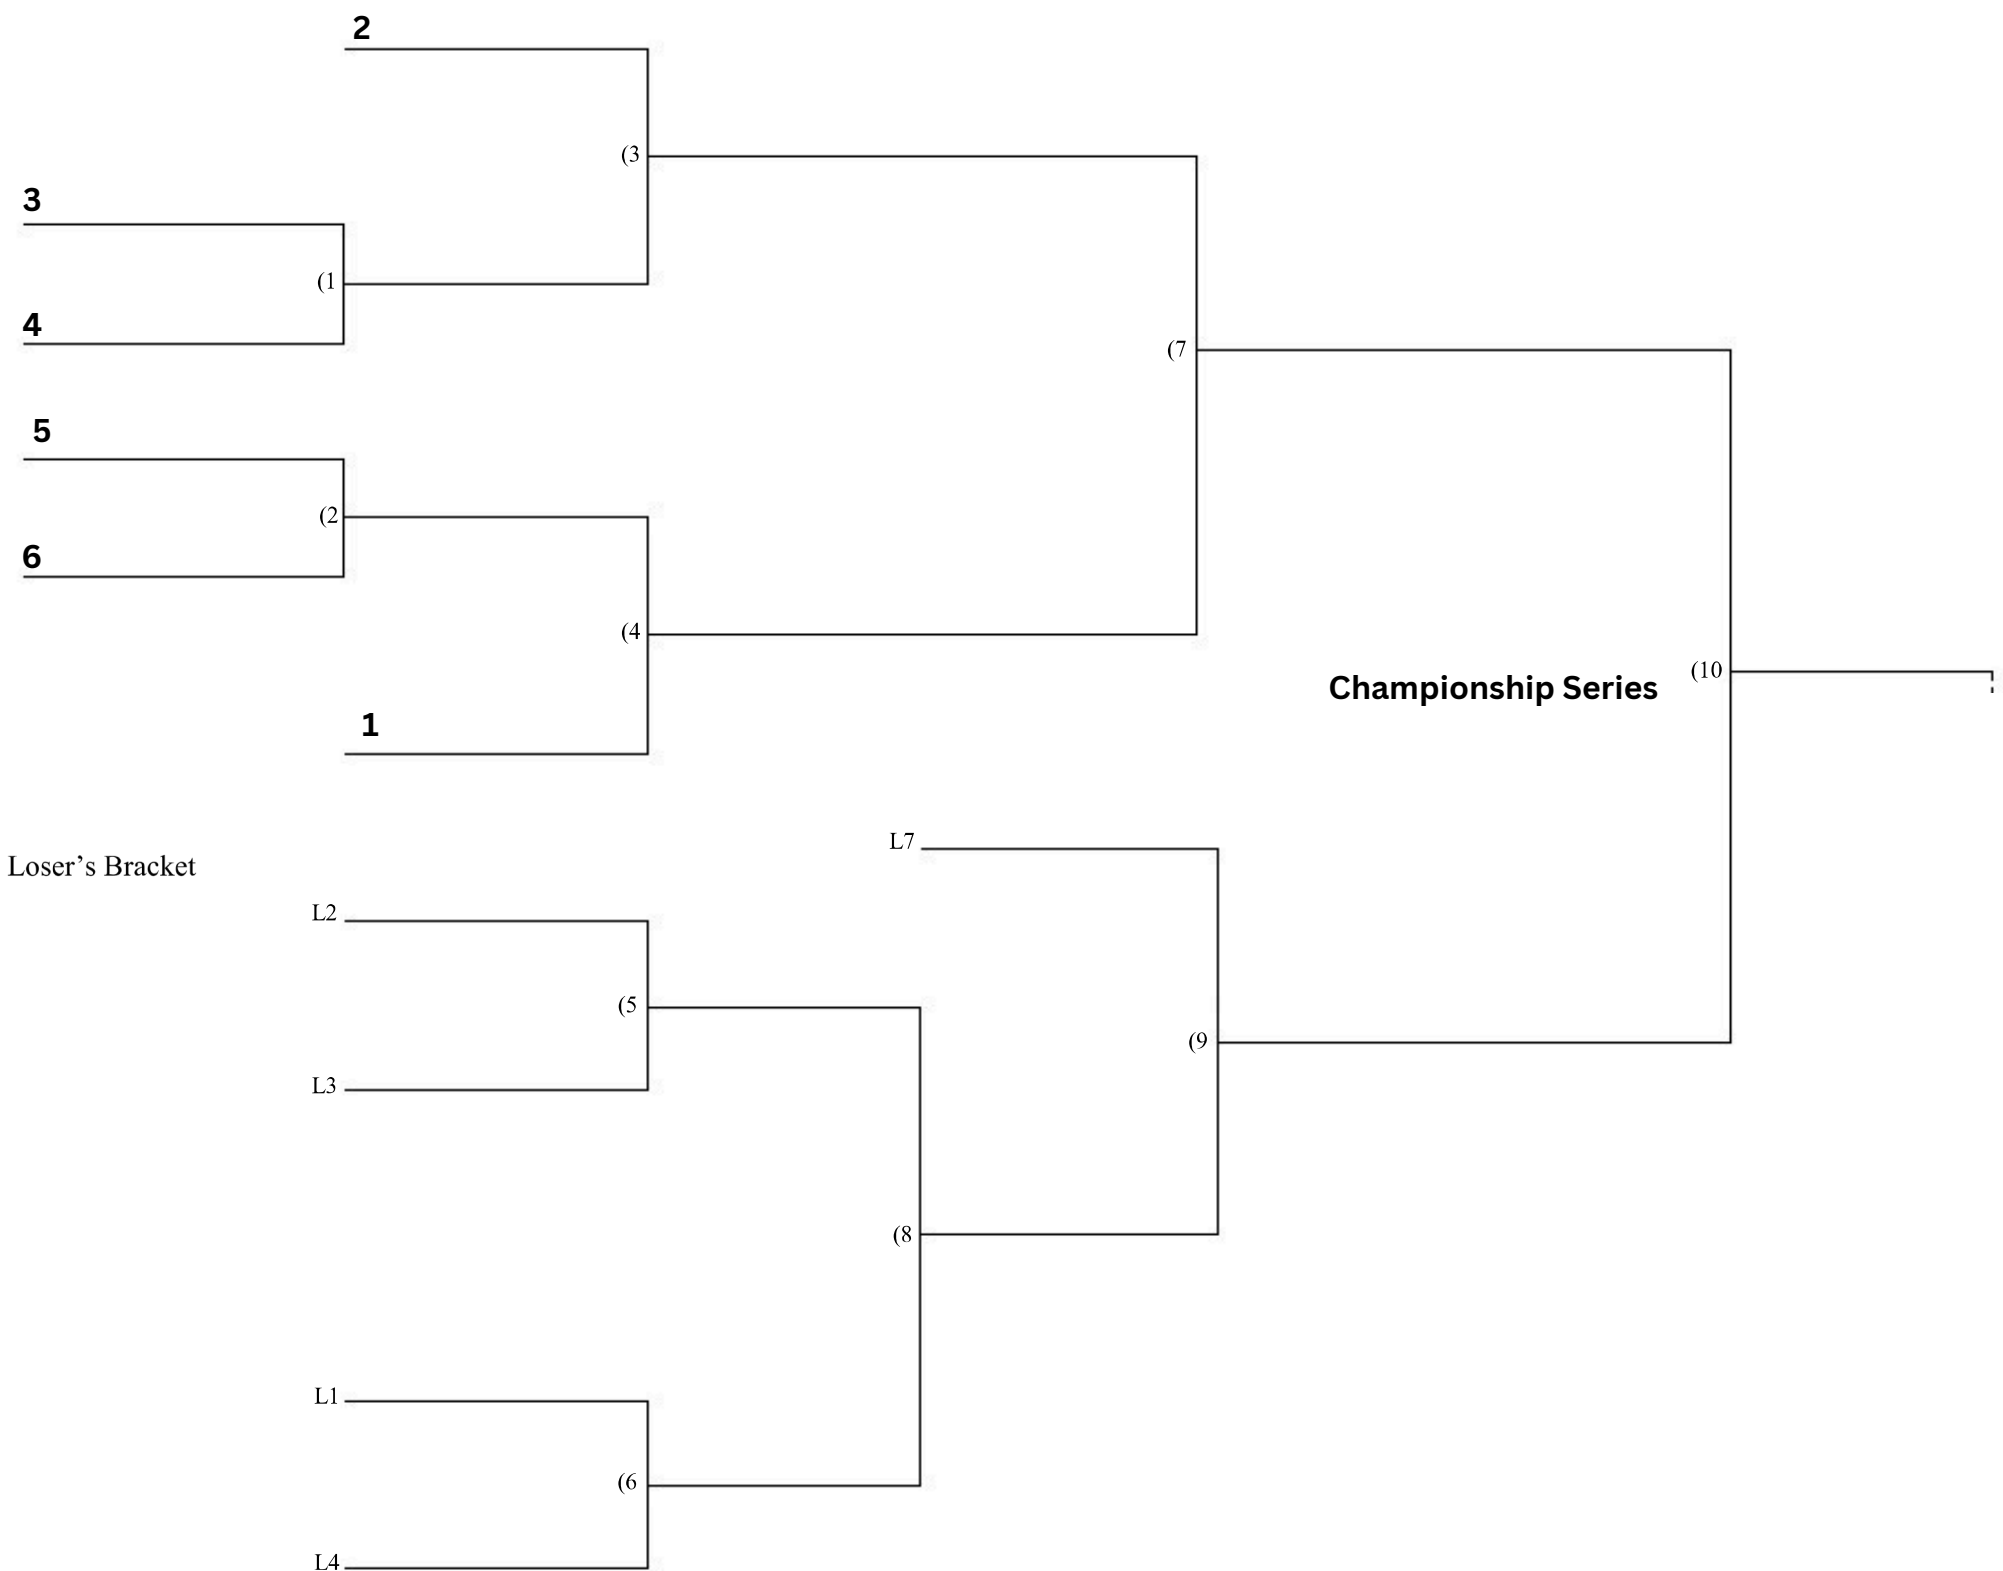 2
(3
3
(1
4
(7
5
(2
6
(4
(10
Championship Series
1
L7
Loser's Bracket
L2
(5
(9
L3
(8
L1
(6
L4